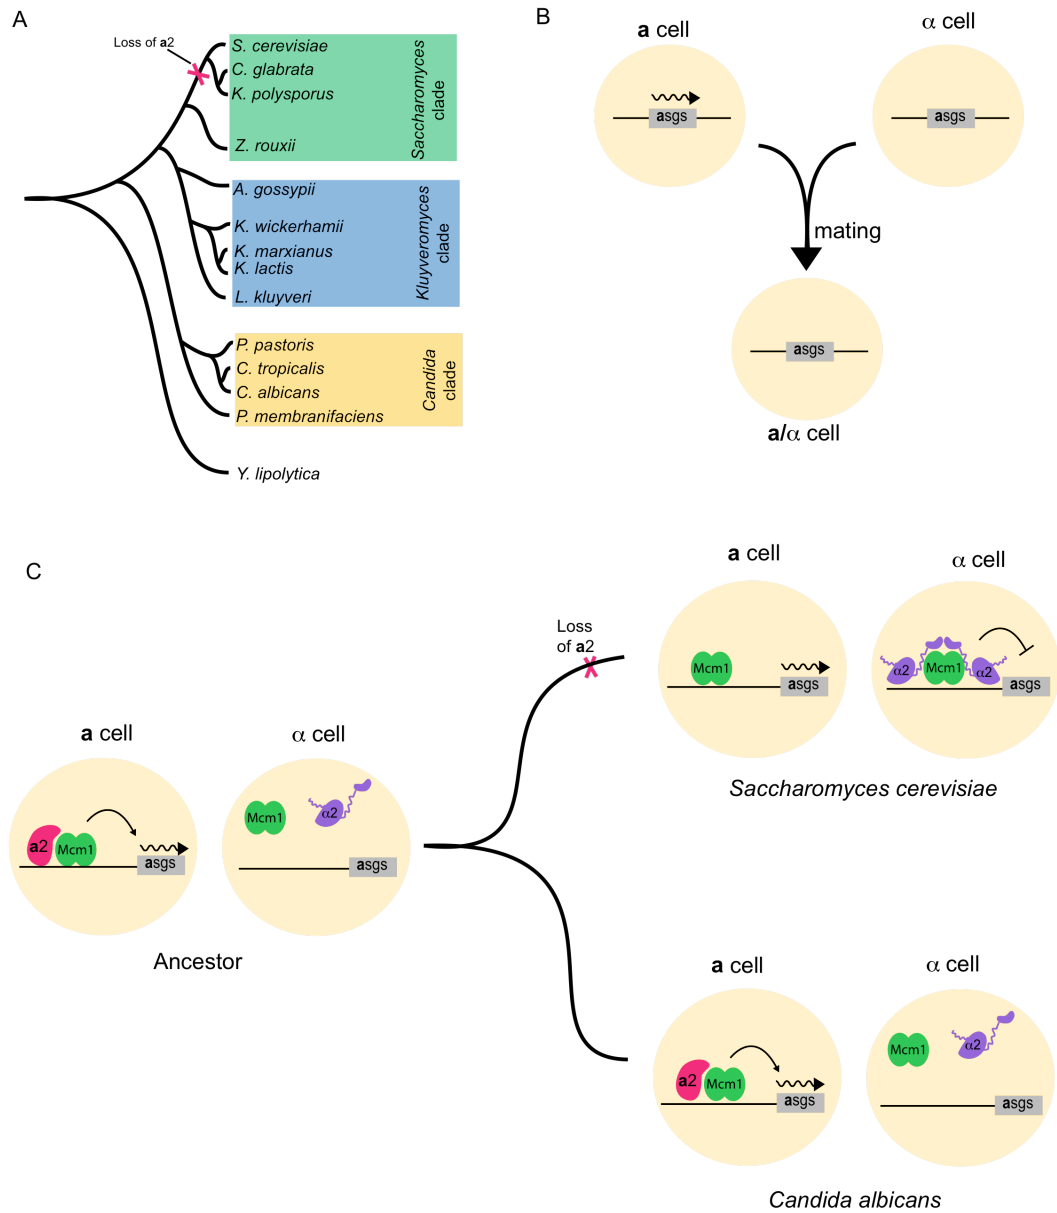 A
Loss of a2
S. cerevisiae
C. glabrata
K. polysporus
Z. rouxii
Saccharomyces
clade
A. gossypii
K. wickerhamii
K. marxianus
K. lactis
L. kluyveri
Kluyveromyces
clade
P. pastoris
C. tropicalis
C. albicans
P. membranifaciens
Candida
clade
Y. lipolytica
B
a cell
α cell
asgs
asgs
mating
asgs
a/α cell
C
a cell
α cell
a2
Mcm1
asgs
Mcm1
α2
asgs
Ancestor
Loss
of a2
a cell
α cell
Mcm1
asgs
α2
Mcm1
α2
asgs
Saccharomyces cerevisiae
a cell
α cell
a2
Mcm1
asgs
Mcm1
α2
asgs
Candida albicans